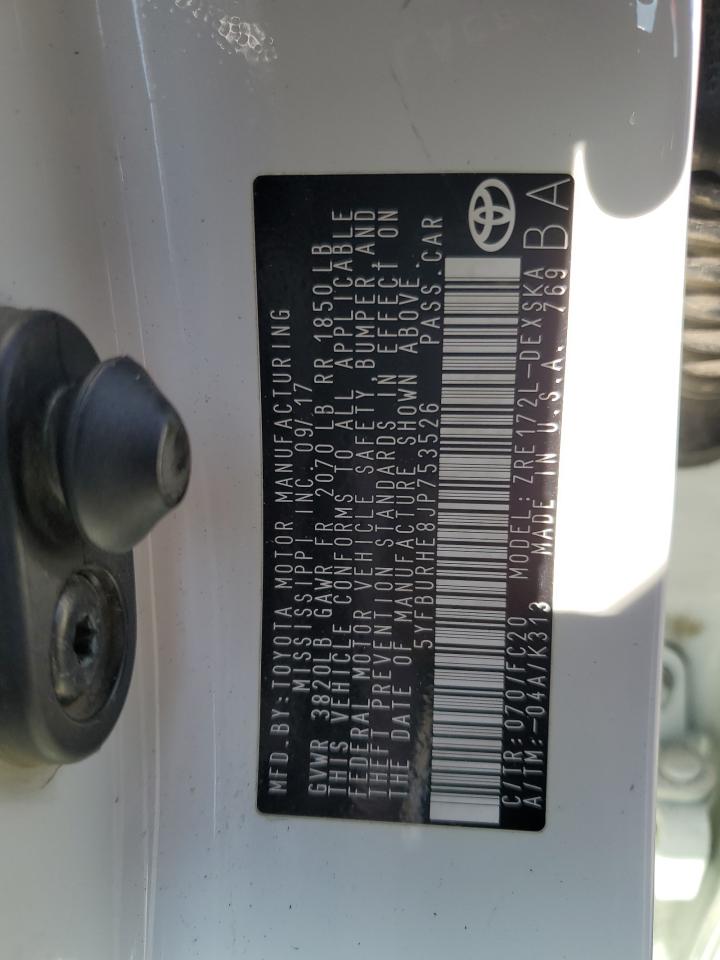 MFD.BY:TOYOTA MOTOR MANUFACTURING
MISSISSIPPI INC. 09/17
GVWR 3820LB GAWR FR 2070 LB RR 1850 LB
THIS VEHICLE CONFORMS TO ALL APPLICABLE
FEDERAL MOTOR VEHICLE SAFETY, BUMPER, AND
THEFT PREVENTION STANDARDS IN EFFECT ON
THE DATE OF MANUFACTURE SHOWN ABOVE.
5YFBURHE8JP753526 PASS.CAR
C/TR:070/FC20 MODEL:ZRE172L-DEXSKA
A/TM:-04A/K313 MADE IN U.S.A. 769
BA